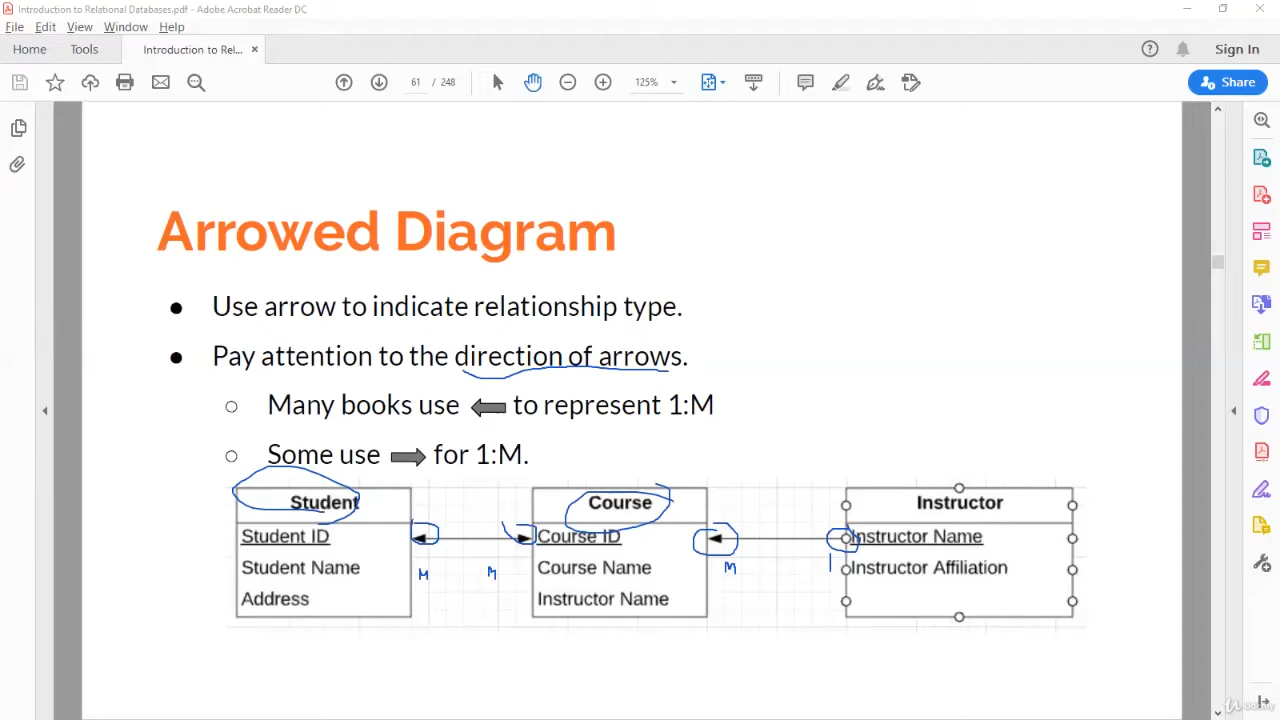 Introduction to Relational Databases.pdf - Adobe Acrobat Reader DC
File Edit View Window Help
Home Tools Introduction to Rel... × Sign In
61 / 248 125% Share
Arrowed Diagram
● Use arrow to indicate relationship type.
● Pay attention to the direction of arrows.
○ Many books use to represent 1:M
○ Some use for 1:M.
Student Course Instructor
Student ID Course ID Instructor Name
Student Name Course Name Instructor Affiliation
M M M 1
Address Instructor Name
Udemy